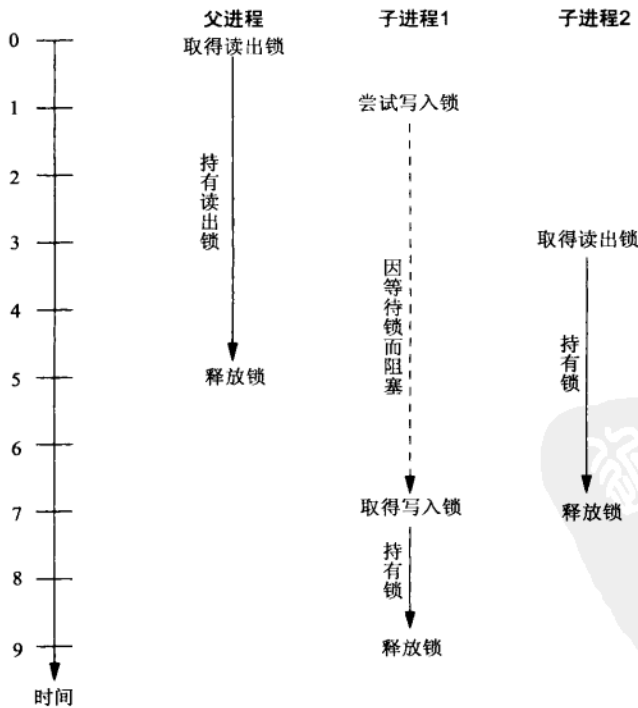 父进程 子进程1 子进程2
0 取得读出锁
1 尝试写入锁
2
持有读出锁
3 取得读出锁
因等待锁而阻塞
4
持有锁
5 释放锁
6
7 取得写入锁 释放锁
持有锁
8
9 释放锁
时间